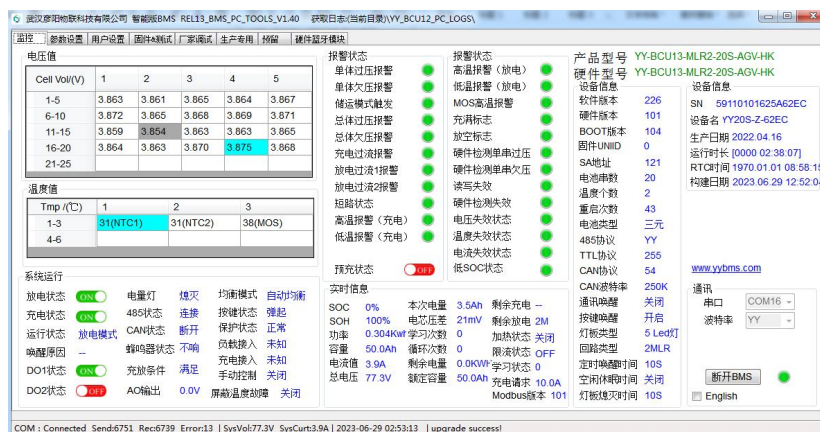 武汉彦阳物联科技有限公司 智能版BMS REL13_BMS_PC_TOOLS_V1.40 获取日志(当前目录)\YY_BCU12_PC_LOGS\
监控 参数设置 用户设置 固件&测试 厂家调试 生产专用 预留 硬件蓝牙模块
电压值
Cell Vol/(V) 1 2 3 4 5
1-5 3.863 3.861 3.865 3.864 3.867
6-10 3.872 3.865 3.868 3.869 3.871
11-15 3.859 3.854 3.863 3.863 3.865
16-20 3.864 3.863 3.870 3.875 3.868
21-25
温度值
Tmp /(℃) 1 2 3
1-3 31(NTC1) 31(NTC2) 38(MOS)
4-6
系统运行
放电状态 ON 电量灯 熄灭 均衡模式 自动均衡
充电状态 ON 485状态 连接 按键状态 弹起
运行状态 放电模式 CAN状态 断开 保护状态 正常
唤醒原因 -- 蜂鸣器状态 不响 负载接入 未知
充电接入 未知
DO1状态 ON 充放条件 满足 手动控制 关闭
DO2状态 OFF AO输出 0.0V 屏蔽温度故障 关闭
报警状态
单体过压报警
单体欠压报警
储运模式触发
总体过压报警
总体欠压报警
充电过流报警
放电过流1报警
放电过流2报警
短路状态
高温报警（充电）
低温报警（充电）
预充状态 OFF
报警状态
高温报警（放电）
低温报警（放电）
MOS高温报警
充满标志
放空标志
硬件检测单串过压
硬件检测单串欠压
读写失效
硬件检测失效
电压失效状态
温度失效状态
电流失效状态
低SOC状态
实时信息
SOC 0% 本次电量 3.5Ah 剩余充电 --
SOH 100% 电芯压差 21mV 剩余放电 2M
功率 0.304Kwh 学习次数 0 加热状态 关闭
容量 50.0Ah 循环次数 0 限流状态 OFF
电流值 3.9A 剩余电量 0.0KWH 学习状态 0
总电压 77.3V 额定容量 50.0Ah 充电请求 10.0A
Modbus版本 101
产品型号 YY-BCU13-MLR2-20S-AGV-HK
硬件型号 YY-BCU13-MLR2-20S-AGV-HK
设备信息
软件版本 226
硬件版本 101
BOOT版本 104
固件UNIID 0
SA地址 121
电池串数 20
温度个数 2
重启次数 43
电池类型 三元
485协议 YY
TTL协议 255
CAN协议 54
CAN波特率 250K
通讯唤醒 关闭
按键唤醒 开启
灯板类型 5 Led灯
回路类型 2MLR
定时唤醒时间 10S
空闲休眠时间 关闭
灯板熄灭时间 10S
设备信息
SN 59110101625A62EC
设备名 YY20S-Z-62EC
生产日期 2022.04.16
运行时长 [0000 02:38:07]
RTC时间 1970.01.01 08:58:15
构建日期 2023.06.29 12:52:04
www.yybms.com
通讯
串口 COM16
波特率 YY
断开BMS
English
COM : Connected Send:6751 Rec:6739 Error:13 | SysVol:77.3V SysCurt:3.9A | 2023-06-29 02:53:13 | upgrade success!